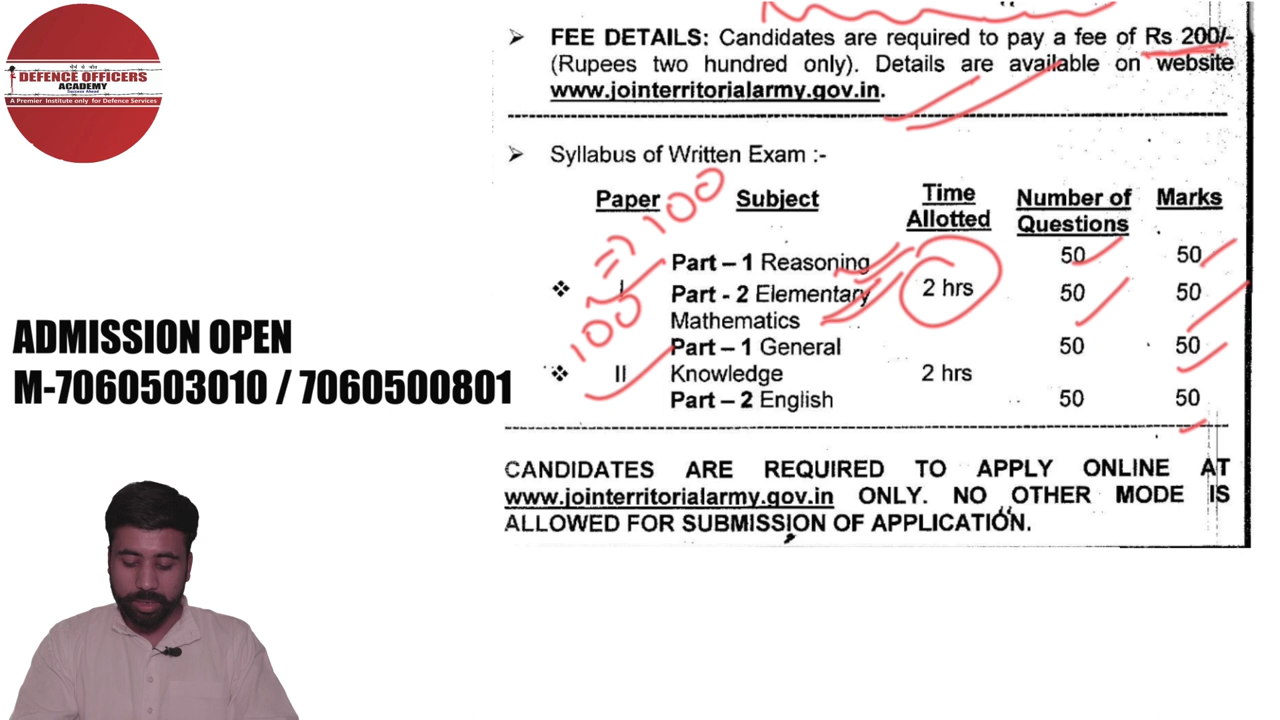 शौर्य मे जोश
DEFENCE OFFICERS
ACADEMY
Success Ahead
A Premier Institute only for Defence Services
FEE DETAILS: Candidates are required to pay a fee of Rs 200/-
(Rupees two hundred only). Details are available on website
www.jointerritorialarmy.gov.in.
Syllabus of Written Exam :-
Paper Subject Time Allotted Number of Questions Marks
I Part – 1 Reasoning 2 hrs 50 50
Part - 2 Elementary Mathematics 50 50
II Part – 1 General Knowledge 2 hrs 50 50
Part – 2 English 50 50
100 => 100
CANDIDATES ARE REQUIRED TO APPLY ONLINE AT
www.jointerritorialarmy.gov.in ONLY. NO OTHER MODE IS
ALLOWED FOR SUBMISSION OF APPLICATION.
ADMISSION OPEN
M-7060503010 / 7060500801